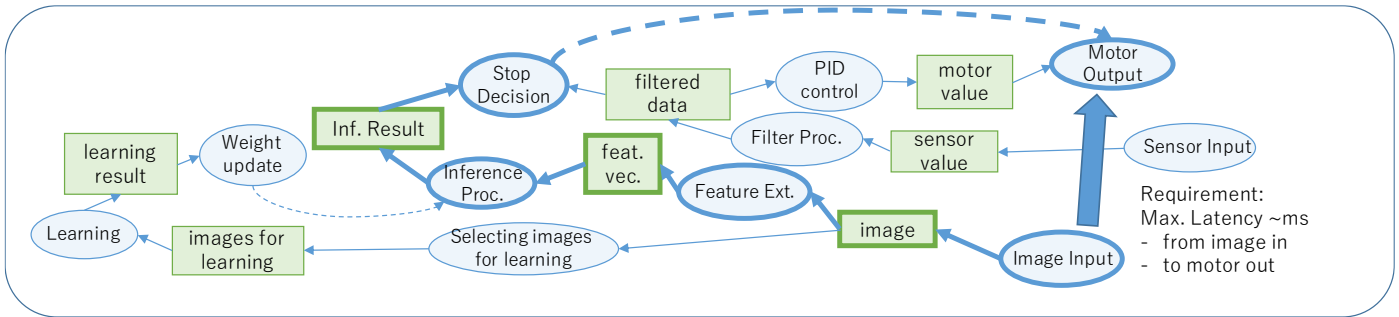 Stop
Decision
filtered
data
PID
control
motor
value
Motor
Output
Inf. Result
Filter Proc.
sensor
value
Sensor Input
learning
result
Weight
update
Inference
Proc.
feat.
vec.
Feature Ext.
Requirement:
Max. Latency ~ms
- from image in
- to motor out
Learning
images for
learning
Selecting images
for learning
image
Image Input